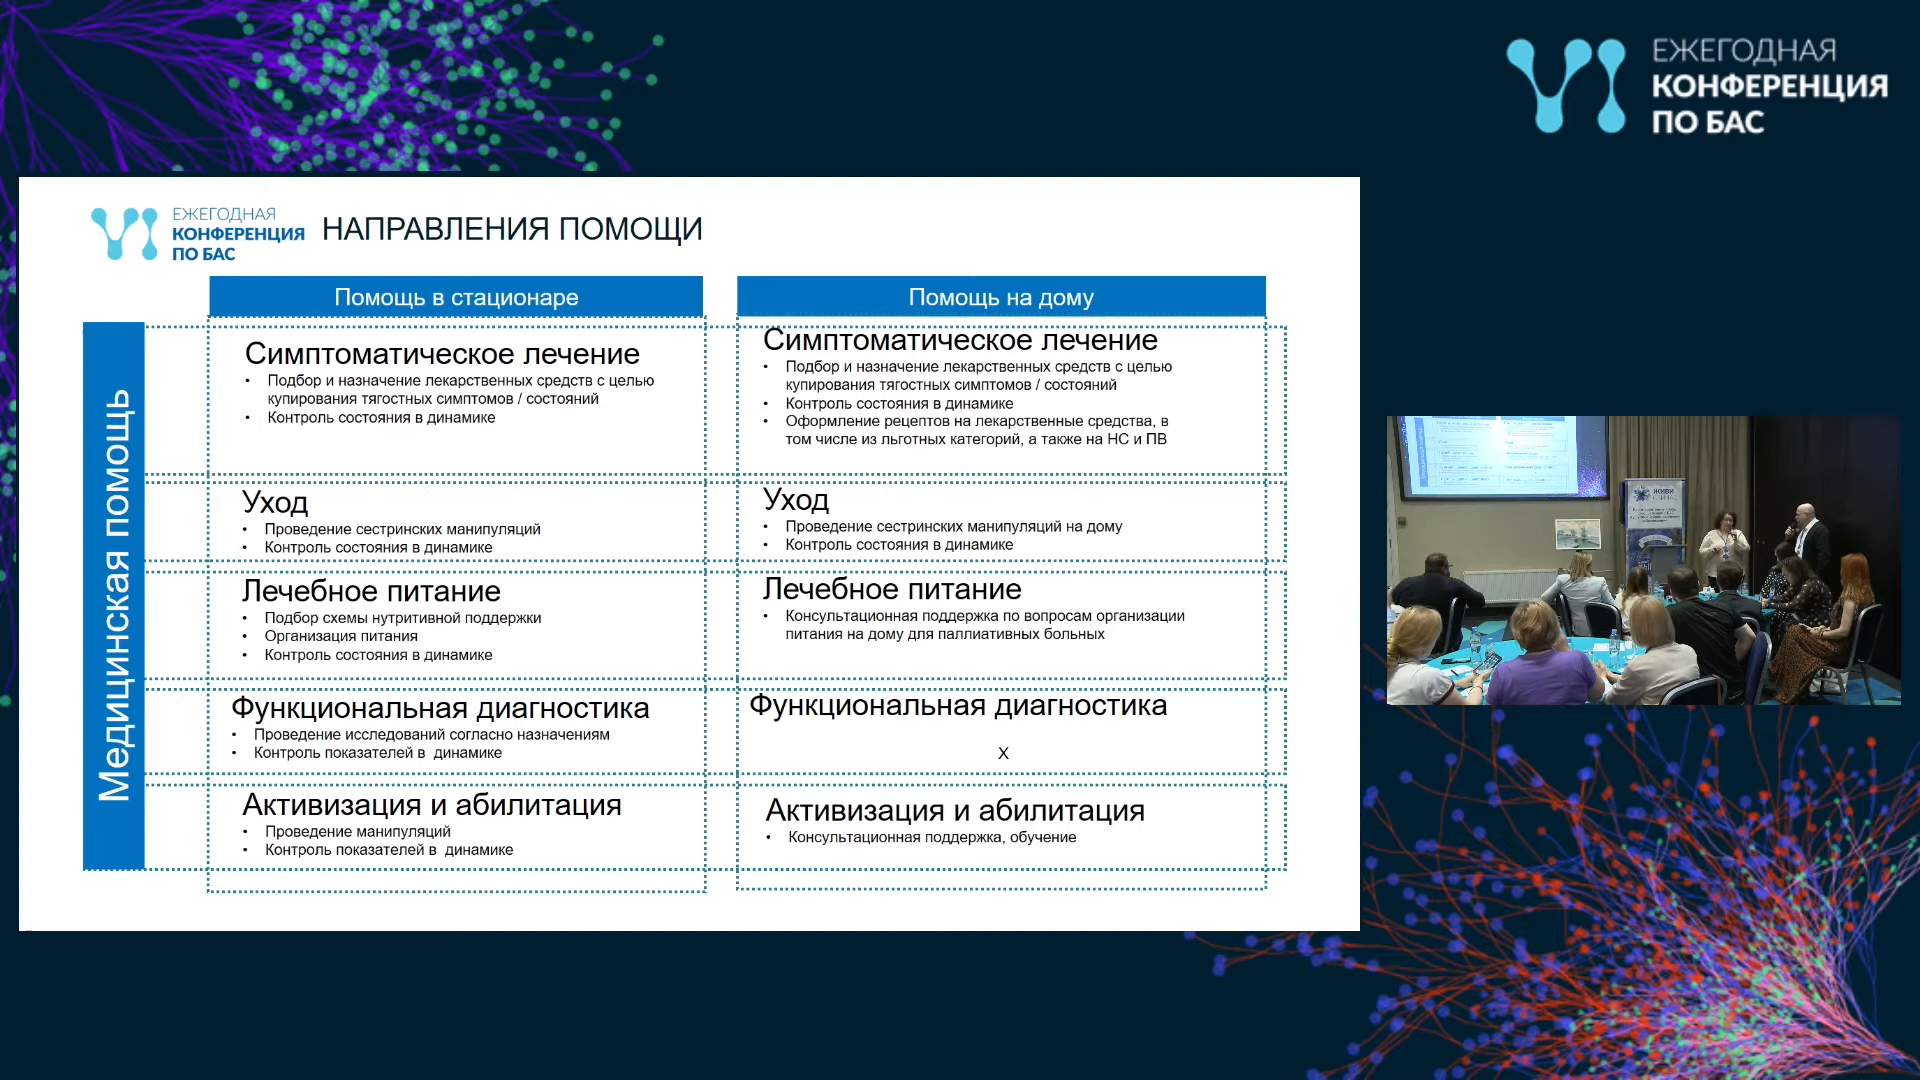 ЕЖЕГОДНАЯ
КОНФЕРЕНЦИЯ
ПО БАС
ЕЖЕГОДНАЯ
КОНФЕРЕНЦИЯ
ПО БАС
НАПРАВЛЕНИЯ ПОМОЩИ
Медицинская помощь
Помощь в стационаре
Симптоматическое лечение
• Подбор и назначение лекарственных средств с целью
купирования тягостных симптомов / состояний
• Контроль состояния в динамике
Уход
• Проведение сестринских манипуляций
• Контроль состояния в динамике
Лечебное питание
• Подбор схемы нутритивной поддержки
• Организация питания
• Контроль состояния в динамике
Функциональная диагностика
• Проведение исследований согласно назначениям
• Контроль показателей в динамике
Активизация и абилитация
• Проведение манипуляций
• Контроль показателей в динамике
Помощь на дому
Симптоматическое лечение
• Подбор и назначение лекарственных средств с целью
купирования тягостных симптомов / состояний
• Контроль состояния в динамике
• Оформление рецептов на лекарственные средства, в
том числе из льготных категорий, а также на НС и ПВ
Уход
• Проведение сестринских манипуляций на дому
• Контроль состояния в динамике
Лечебное питание
• Консультационная поддержка по вопросам организации
питания на дому для паллиативных больных
Функциональная диагностика
Х
Активизация и абилитация
• Консультационная поддержка, обучение
ЖИВИ